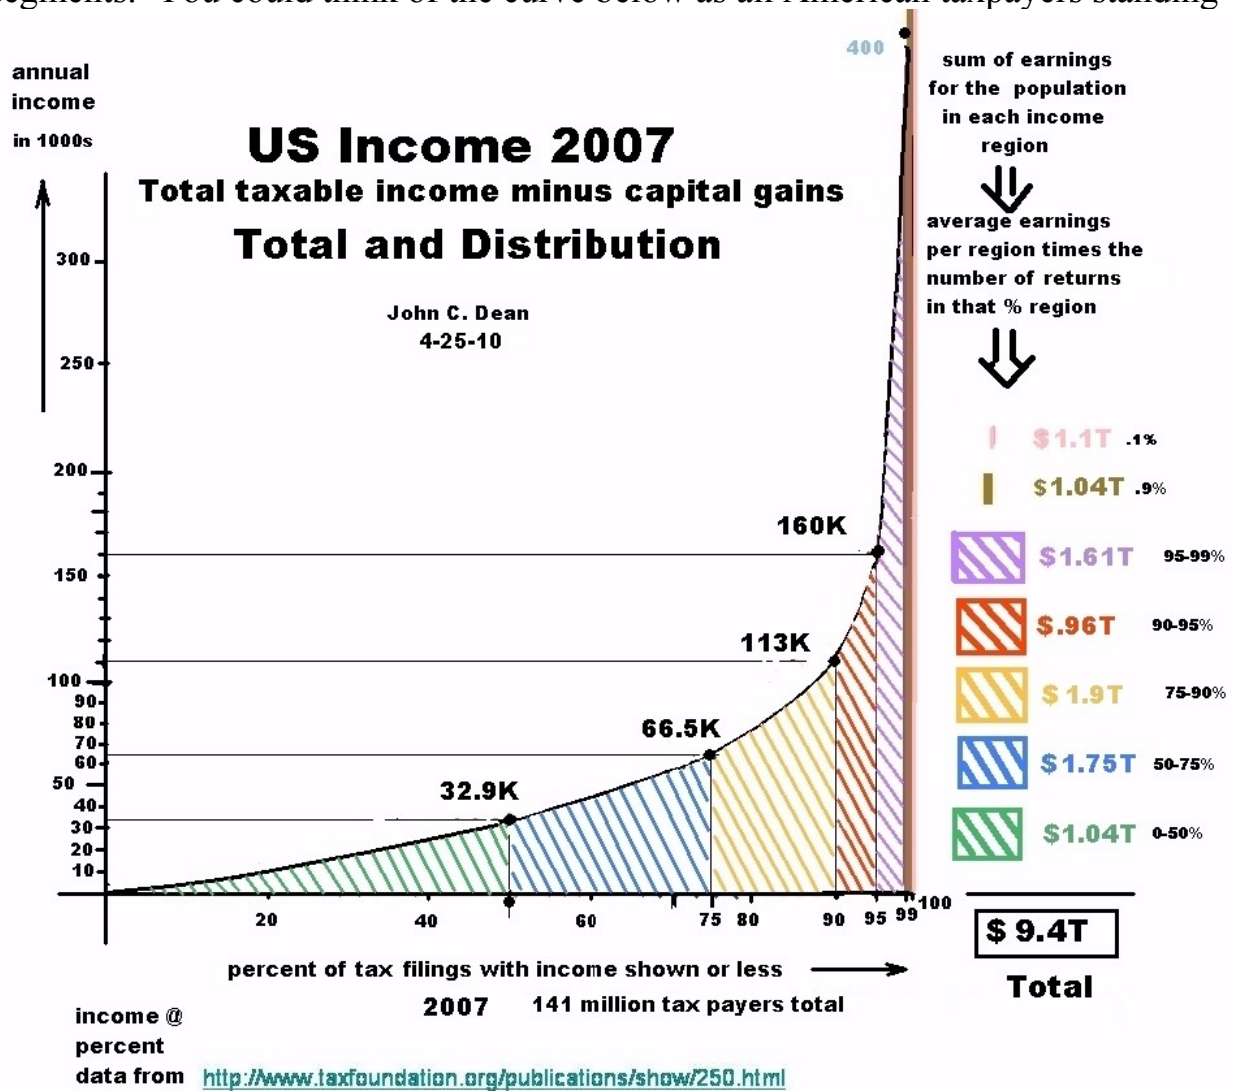 segments. You could think of the curve below as all American taxpayers standing
400
annual
income
in 1000s
US Income 2007
Total taxable income minus capital gains
Total and Distribution
John C. Dean
4-25-10
sum of earnings
for the population
in each income
region
average earnings
per region times the
number of returns
in that % region
300
250
200
150
100
90
80
70
60
50
40
30
20
10
160K
113K
66.5K
32.9K
$1.1T .1%
$1.04T .9%
$1.61T 95-99%
$.96T 90-95%
$1.9T 75-90%
$1.75T 50-75%
$1.04T 0-50%
20 40 60 75 80 90 95 99 100
$ 9.4T
Total
percent of tax filings with income shown or less
2007 141 million tax payers total
income @
percent
data from http://www.taxfoundation.org/publications/show/250.html